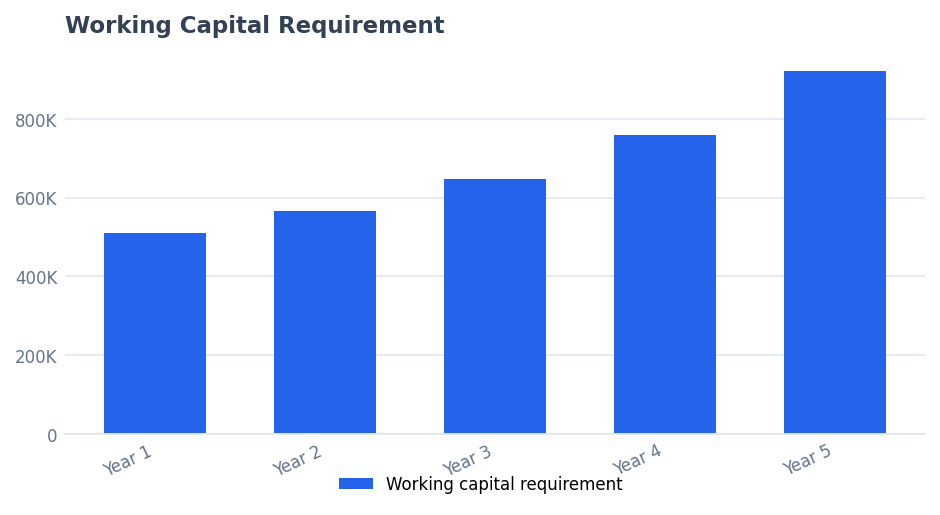 Working Capital Requirement
800K
600K
400K
200K
0
Year 1
Year 2
Year 3
Year 4
Year 5
Working capital requirement